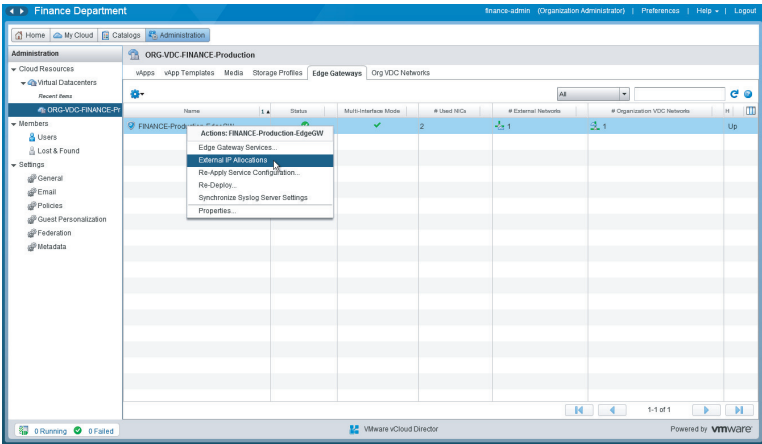 Finance Department
finance-admin (Organization Administrator) | Preferences | Help | Logout
Home My Cloud Catalogs Administration
Administration
ORG-VDC-FINANCE-Production
Cloud Resources
Virtual Datacenters
Recent Items
ORG-VDC-FINANCE-Pr
Members
Users
Lost & Found
Settings
General
Email
Policies
Guest Personalization
Federation
Metadata
vApps vApp Templates Media Storage Profiles Edge Gateways Org VDC Networks
All
Name 1 Status Multi-Interface Mode # Used NICs # External Networks # Organization VDC Networks H
FINANCE-Production-EdgeGW 2 1 1 Up
Actions: FINANCE-Production-EdgeGW
Edge Gateway Services...
External IP Allocations
Re-Apply Service Configuration...
Re-Deploy...
Synchronize Syslog Server Settings
Properties...
1-1 of 1
0 Running 0 Failed
VMware vCloud Director
Powered by vmware